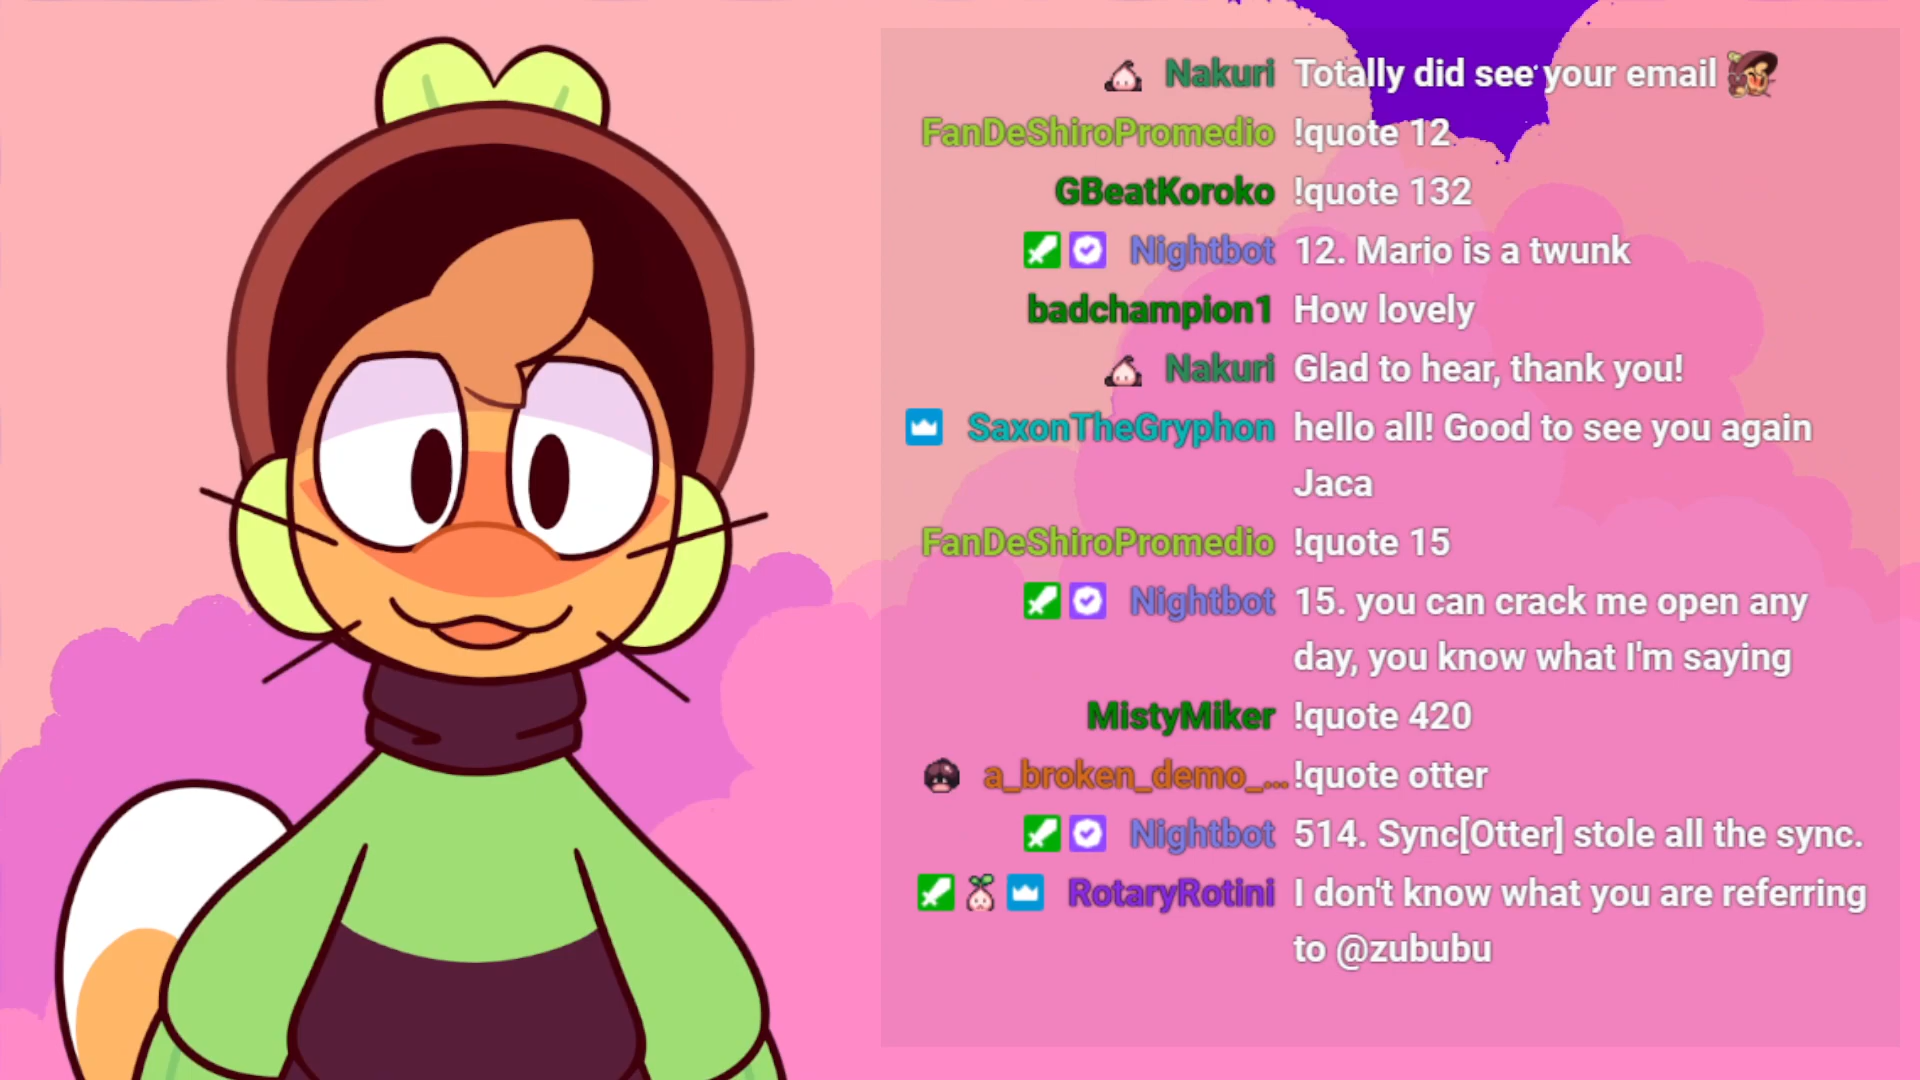 Nakuri Totally did see your email
FanDeShiroPromedio !quote 12
GBeatKoroko !quote 132
Nightbot 12. Mario is a twunk
badchampion1 How lovely
Nakuri Glad to hear, thank you!
SaxonTheGryphon hello all! Good to see you again
Jaca
FanDeShiroPromedio !quote 15
Nightbot 15. you can crack me open any
day, you know what I'm saying
MistyMiker !quote 420
a_broken_demo_... !quote otter
Nightbot 514. Sync[Otter] stole all the sync.
RotaryRotini I don't know what you are referring
to @zububu